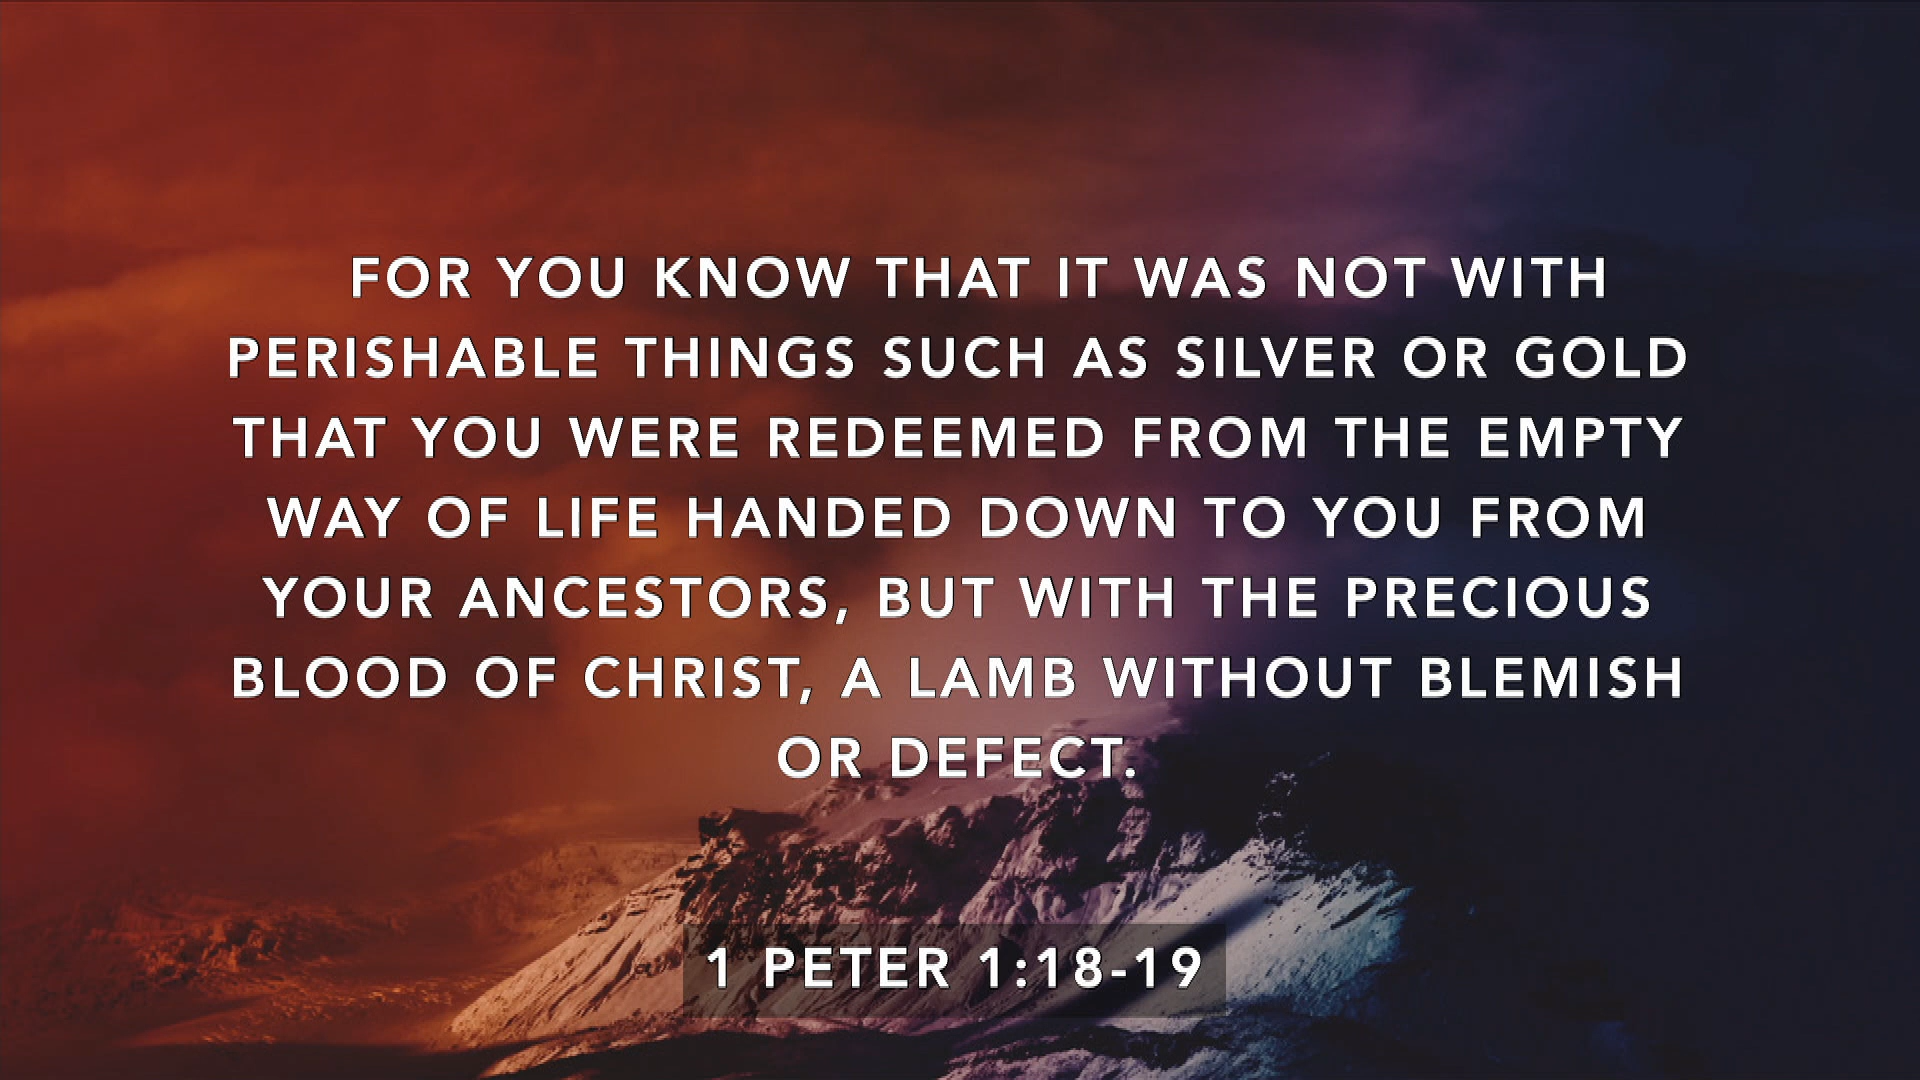 FOR YOU KNOW THAT IT WAS NOT WITH
PERISHABLE THINGS SUCH AS SILVER OR GOLD
THAT YOU WERE REDEEMED FROM THE EMPTY
WAY OF LIFE HANDED DOWN TO YOU FROM
YOUR ANCESTORS, BUT WITH THE PRECIOUS
BLOOD OF CHRIST, A LAMB WITHOUT BLEMISH
OR DEFECT.
1 PETER 1:18-19